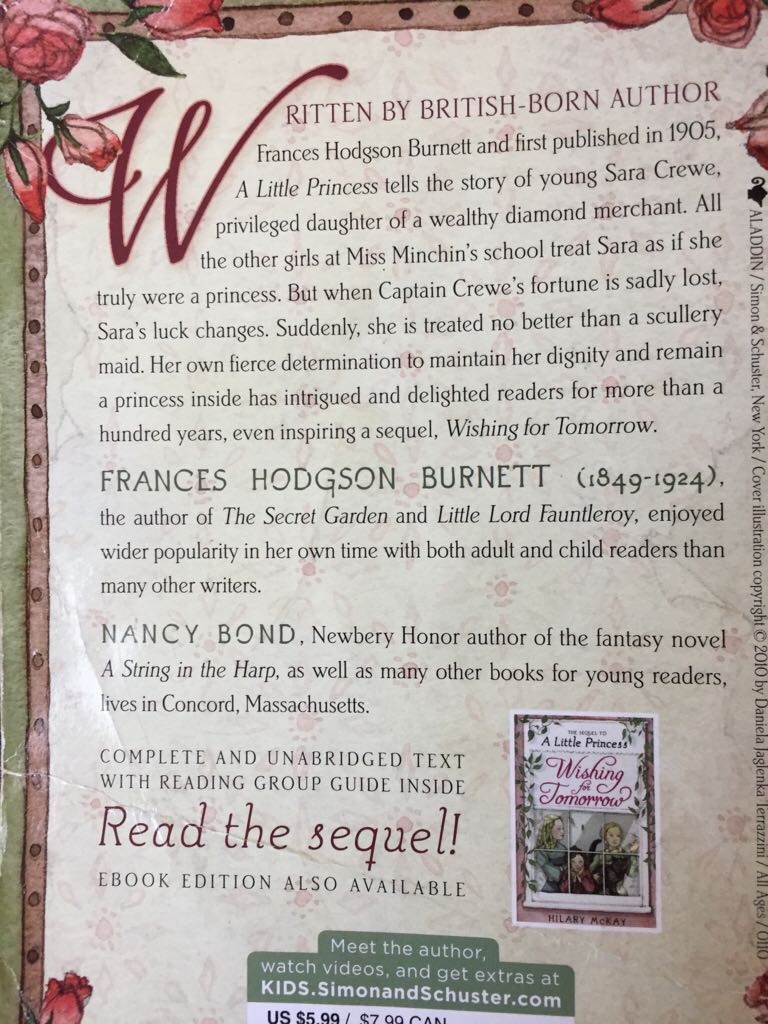 WRITTEN BY BRITISH-BORN AUTHOR
Frances Hodgson Burnett and first published in 1905,
A Little Princess tells the story of young Sara Crewe,
privileged daughter of a wealthy diamond merchant. All
the other girls at Miss Minchin's school treat Sara as if she
truly were a princess. But when Captain Crewe's fortune is sadly lost,
Sara's luck changes. Suddenly, she is treated no better than a scullery
maid. Her own fierce determination to maintain her dignity and remain
a princess inside has intrigued and delighted readers for more than a
hundred years, even inspiring a sequel, Wishing for Tomorrow.
FRANCES HODGSON BURNETT (1849-1924),
the author of The Secret Garden and Little Lord Fauntleroy, enjoyed
wider popularity in her own time with both adult and child readers than
many other writers.
NANCY BOND, Newbery Honor author of the fantasy novel
A String in the Harp, as well as many other books for young readers,
lives in Concord, Massachusetts.
COMPLETE AND UNABRIDGED TEXT
WITH READING GROUP GUIDE INSIDE
Read the sequel!
EBOOK EDITION ALSO AVAILABLE
THE SEQUEL TO
A Little Princess
Wishing
for
Tomorrow
HILARY McKAY
Meet the author,
watch videos, and get extras at
KIDS.SimonandSchuster.com
US $5.99 / $7.99 CAN
ALADDIN / Simon & Schuster, New York / Cover illustration copyright © 2010 by Daniela Jaglenka Terrazzini / All Ages / 0110